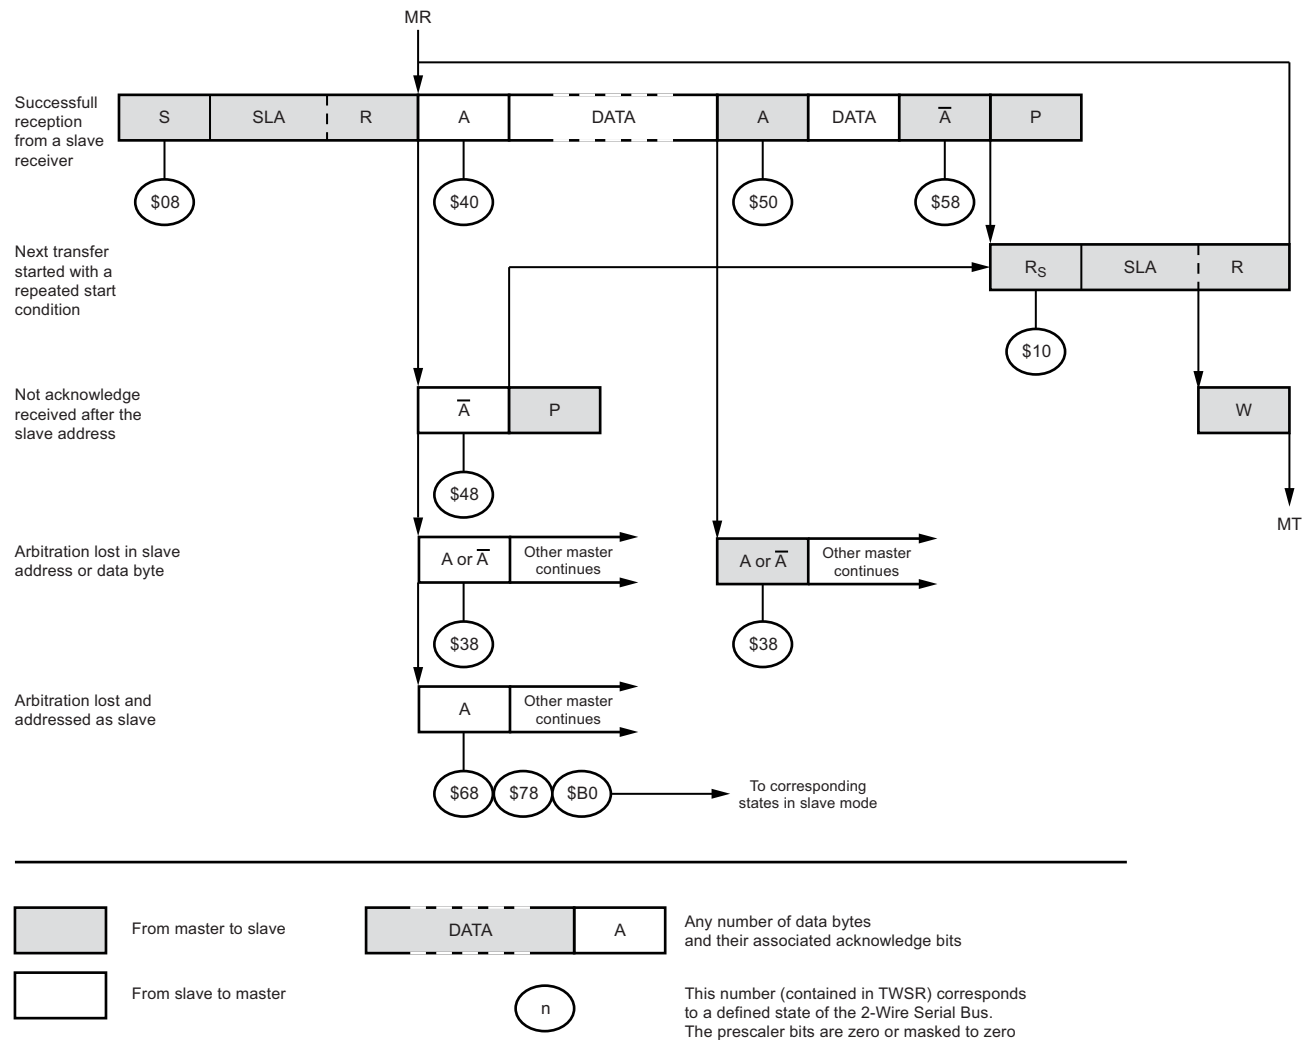 MR
Successfull
reception
from a slave
receiver
S SLA R A DATA A DATA A̅ P
$08 $40 $50 $58
Next transfer
started with a
repeated start
condition
RS SLA R
$10
Not acknowledge
received after the
slave address
A̅ P W
$48
MT
Arbitration lost in slave
address or data byte
A or A̅ Other master
continues
A or A̅ Other master
continues
$38 $38
Arbitration lost and
addressed as slave
A Other master
continues
$68 $78 $B0 To corresponding
states in slave mode
From master to slave
DATA A Any number of data bytes
and their associated acknowledge bits
From slave to master
n This number (contained in TWSR) corresponds
to a defined state of the 2-Wire Serial Bus.
The prescaler bits are zero or masked to zero